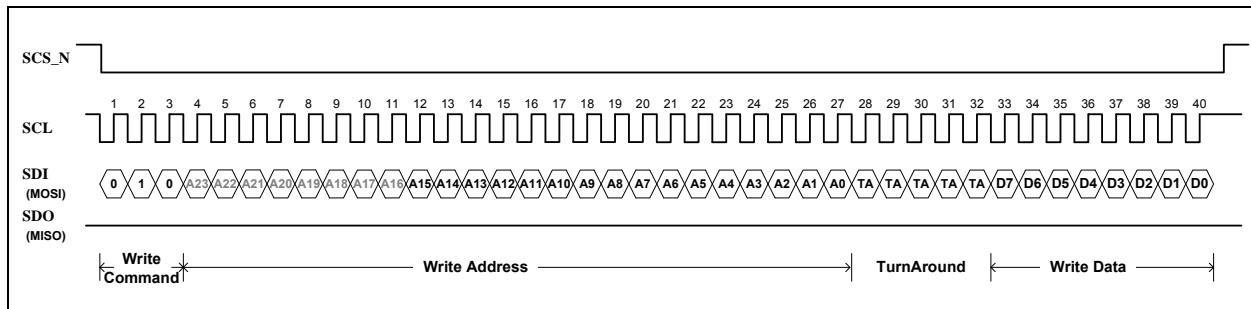 SCS_N
1 2 3 4 5 6 7 8 9 10 11 12 13 14 15 16 17 18 19 20 21 22 23 24 25 26 27 28 29 30 31 32 33 34 35 36 37 38 39 40
SCL
SDI
(MOSI)
0 1 0 A23 A22 A21 A20 A19 A18 A17 A16 A15 A14 A13 A12 A11 A10 A9 A8 A7 A6 A5 A4 A3 A2 A1 A0 TA TA TA TA TA D7 D6 D5 D4 D3 D2 D1 D0
SDO
(MISO)
Write
Command
Write Address
TurnAround
Write Data